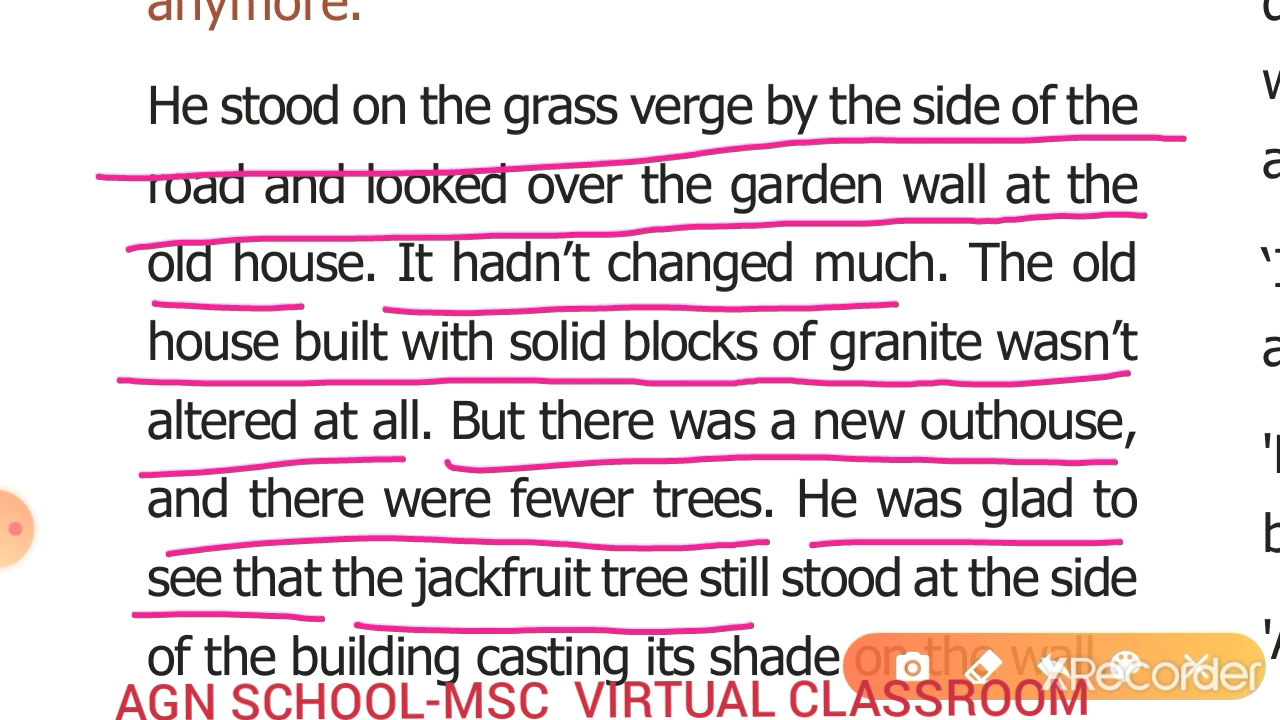 anymore.
He stood on the grass verge by the side of the
road and looked over the garden wall at the
old house. It hadn't changed much. The old
house built with solid blocks of granite wasn't
altered at all. But there was a new outhouse,
and there were fewer trees. He was glad to
see that the jackfruit tree still stood at the side
of the building casting its shade on the wall
XRecorder
AGN SCHOOL-MSC VIRTUAL CLASSROOM